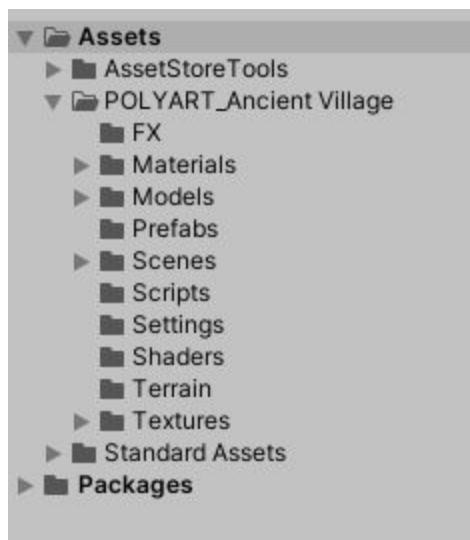 Assets
AssetStoreTools
POLYART_Ancient Village
FX
Materials
Models
Prefabs
Scenes
Scripts
Settings
Shaders
Terrain
Textures
Standard Assets
Packages